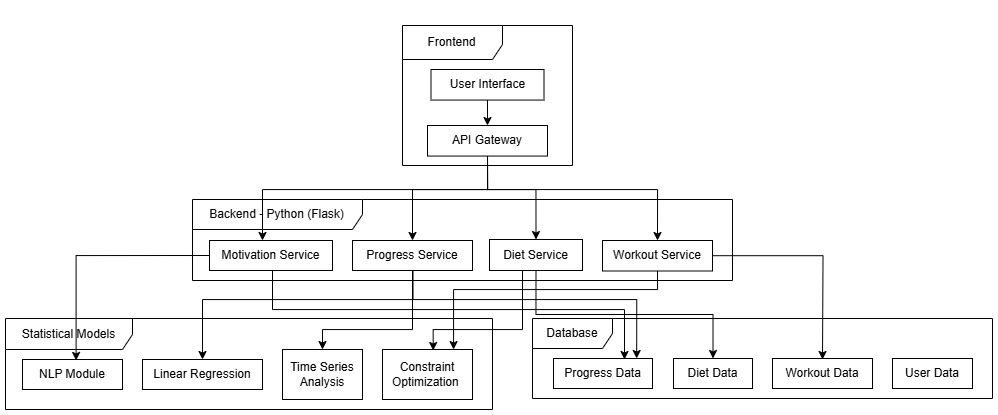 Frontend
User Interface
API Gateway
Backend - Python (Flask)
Motivation Service
Progress Service
Diet Service
Workout Service
Statistical Models
NLP Module
Linear Regression
Time Series
Analysis
Constraint
Optimization
Database
Progress Data
Diet Data
Workout Data
User Data